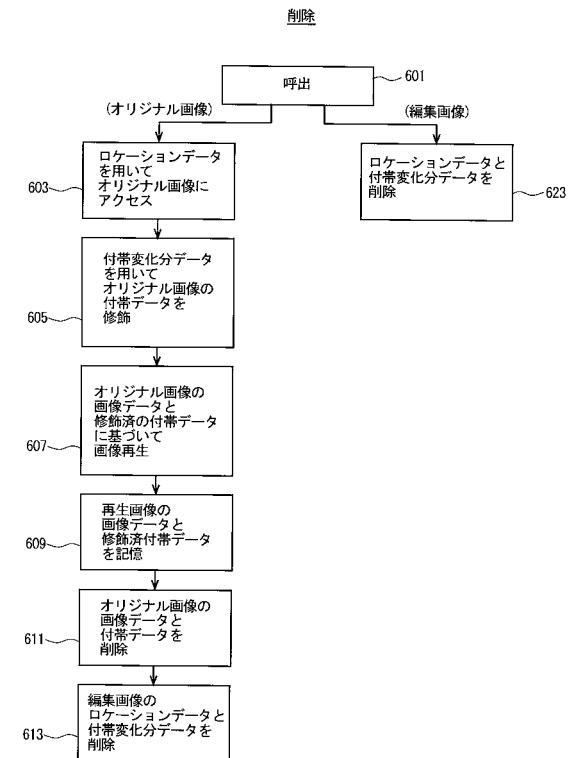 削除
呼出
601
(オリジナル画像)
(編集画像)
ロケーションデータ
を用いて
オリジナル画像に
アクセス
603
ロケーションデータと
付帯変化分データを
削除
623
付帯変化分データ
を用いて
オリジナル画像の
付帯データを
修飾
605
オリジナル画像の
画像データと
修飾済の付帯データ
に基づいて
画像再生
607
再生画像の
画像データと
修飾済付帯データ
を記憶
609
オリジナル画像の
画像データと
付帯データを
削除
611
編集画像の
ロケーションデータと
付帯変化分データを
削除
613